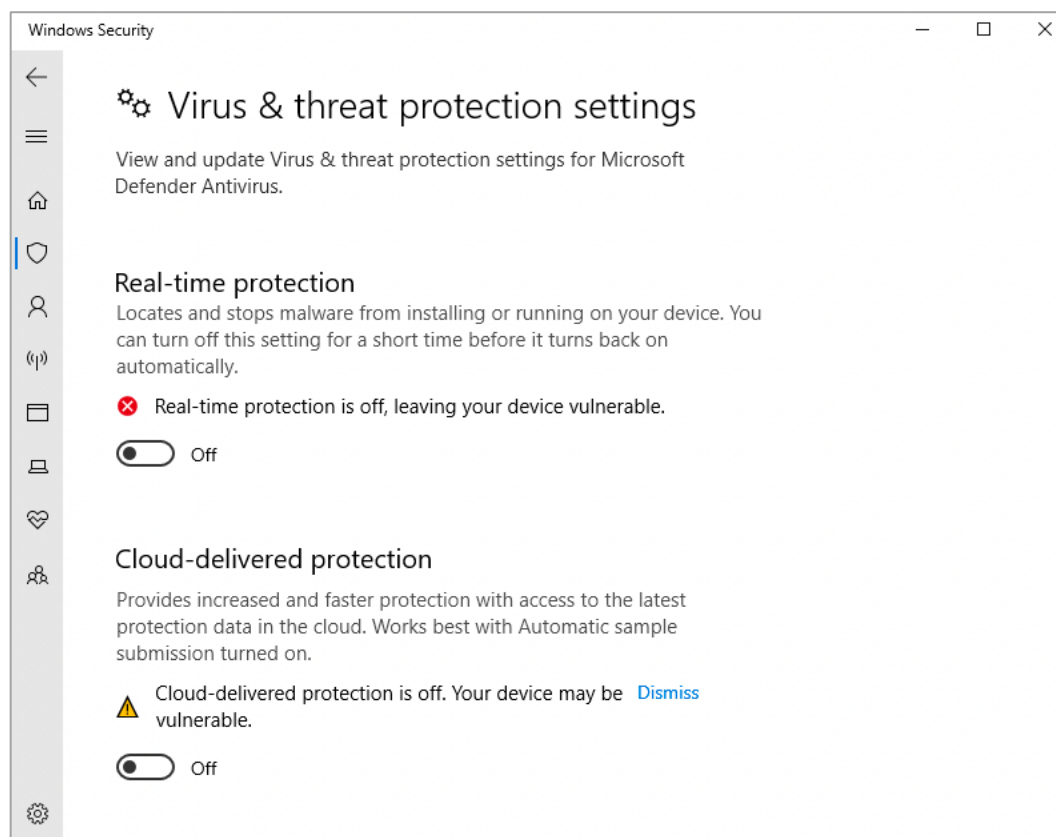 Windows Security
Virus & threat protection settings
View and update Virus & threat protection settings for Microsoft
Defender Antivirus.
Real-time protection
Locates and stops malware from installing or running on your device. You
can turn off this setting for a short time before it turns back on
automatically.
Real-time protection is off, leaving your device vulnerable.
Off
Cloud-delivered protection
Provides increased and faster protection with access to the latest
protection data in the cloud. Works best with Automatic sample
submission turned on.
Cloud-delivered protection is off. Your device may be Dismiss
vulnerable.
Off